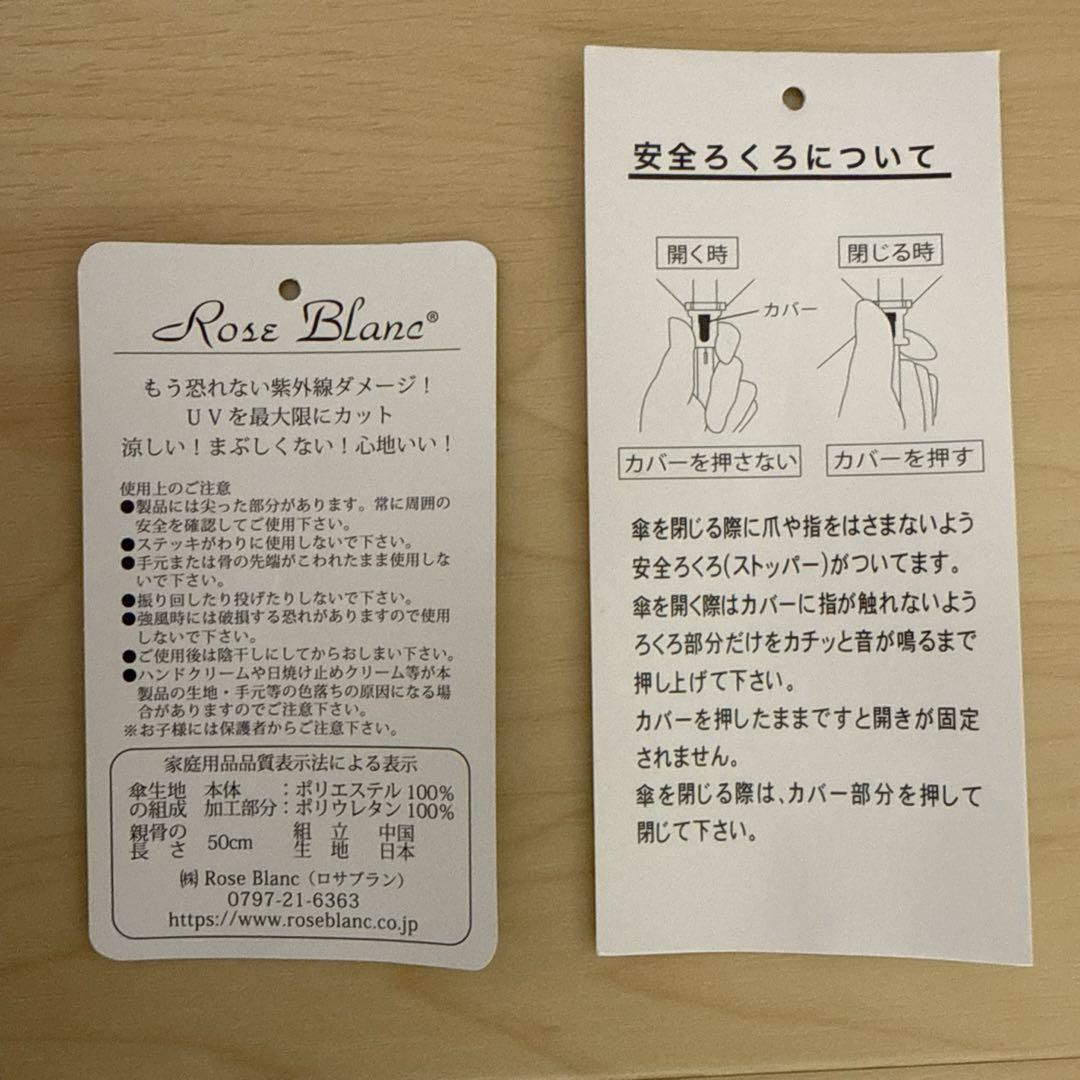 Rose Blanc®
もう恐れない紫外線ダメージ！
UVを最大限にカット
涼しい！まぶしくない！心地いい！
使用上のご注意
●製品には尖った部分があります。常に周囲の
安全を確認してご使用下さい。
●ステッキがわりに使用しないで下さい。
●手元または骨の先端がこわれたまま使用しな
いで下さい。
●振り回したり投げたりしないで下さい。
●強風時には破損する恐れがありますので使用
しないで下さい。
●ご使用後は陰干しにしてからおしまい下さい。
●ハンドクリームや日焼け止めクリーム等が本
製品の生地・手元等の色落ちの原因になる場
合がありますのでご注意下さい。
※お子様には保護者からご注意下さい。
家庭用品品質表示法による表示
傘生地 本体 ：ポリエステル100%
の組成 加工部分：ポリウレタン100%
親骨の
長さ 50cm
組立 中国
生地 日本
㈱ Rose Blanc（ロサブラン）
0797-21-6363
https://www.roseblanc.co.jp
安全ろくろについて
開く時
閉じる時
カバー
カバーを押さない
カバーを押す
傘を閉じる際に爪や指をはさまないよう
安全ろくろ(ストッパー)がついてます。
傘を開く際はカバーに指が触れないよう
ろくろ部分だけをカチッと音が鳴るまで
押し上げて下さい。
カバーを押したままですと開きが固定
されません。
傘を閉じる際は、カバー部分を押して
閉じて下さい。